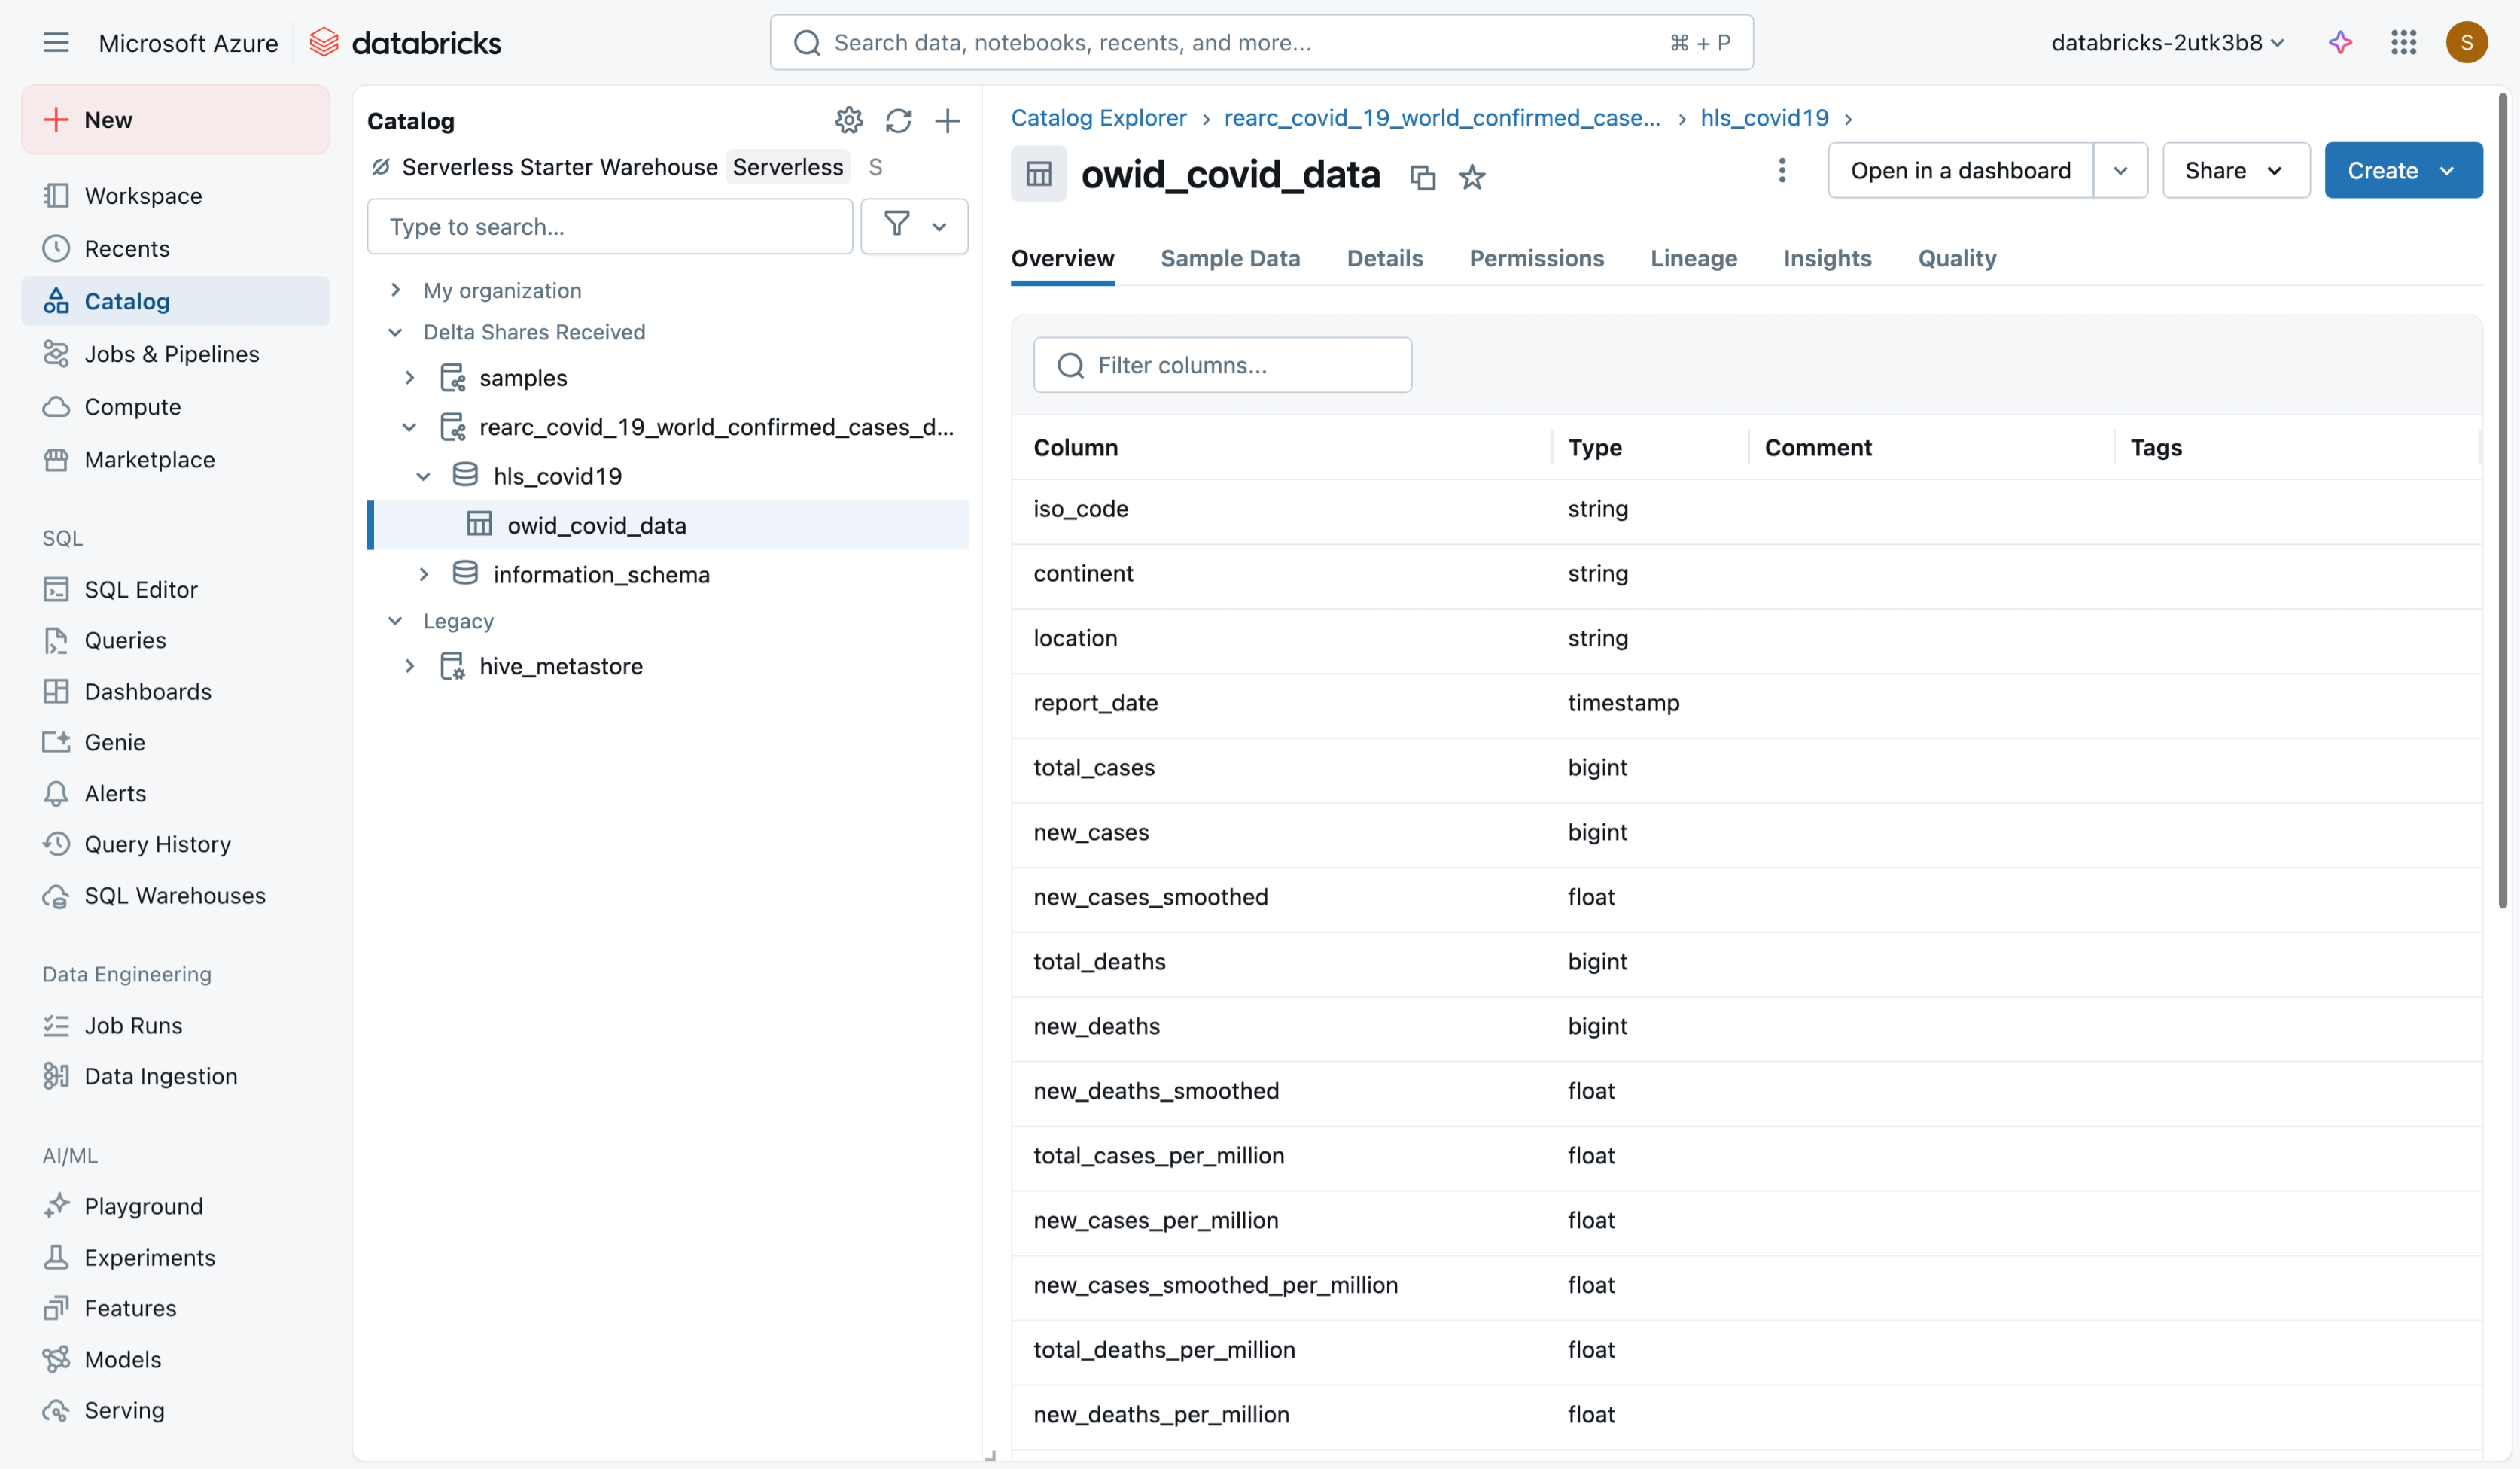 Microsoft Azure databricks
Search data, notebooks, recents, and more... ⌘ + P
databricks-2utk3b8
S
New
Workspace
Recents
Catalog
Jobs & Pipelines
Compute
Marketplace
SQL
SQL Editor
Queries
Dashboards
Genie
Alerts
Query History
SQL Warehouses
Data Engineering
Job Runs
Data Ingestion
AI/ML
Playground
Experiments
Features
Models
Serving
Catalog
Serverless Starter Warehouse Serverless S
Type to search...
My organization
Delta Shares Received
samples
rearc_covid_19_world_confirmed_cases_d...
hls_covid19
owid_covid_data
information_schema
Legacy
hive_metastore
Catalog Explorer > rearc_covid_19_world_confirmed_case... > hls_covid19 >
owid_covid_data
Open in a dashboard
Share
Create
Overview Sample Data Details Permissions Lineage Insights Quality
Filter columns...
Column Type Comment Tags
iso_code string
continent string
location string
report_date timestamp
total_cases bigint
new_cases bigint
new_cases_smoothed float
total_deaths bigint
new_deaths bigint
new_deaths_smoothed float
total_cases_per_million float
new_cases_per_million float
new_cases_smoothed_per_million float
total_deaths_per_million float
new_deaths_per_million float